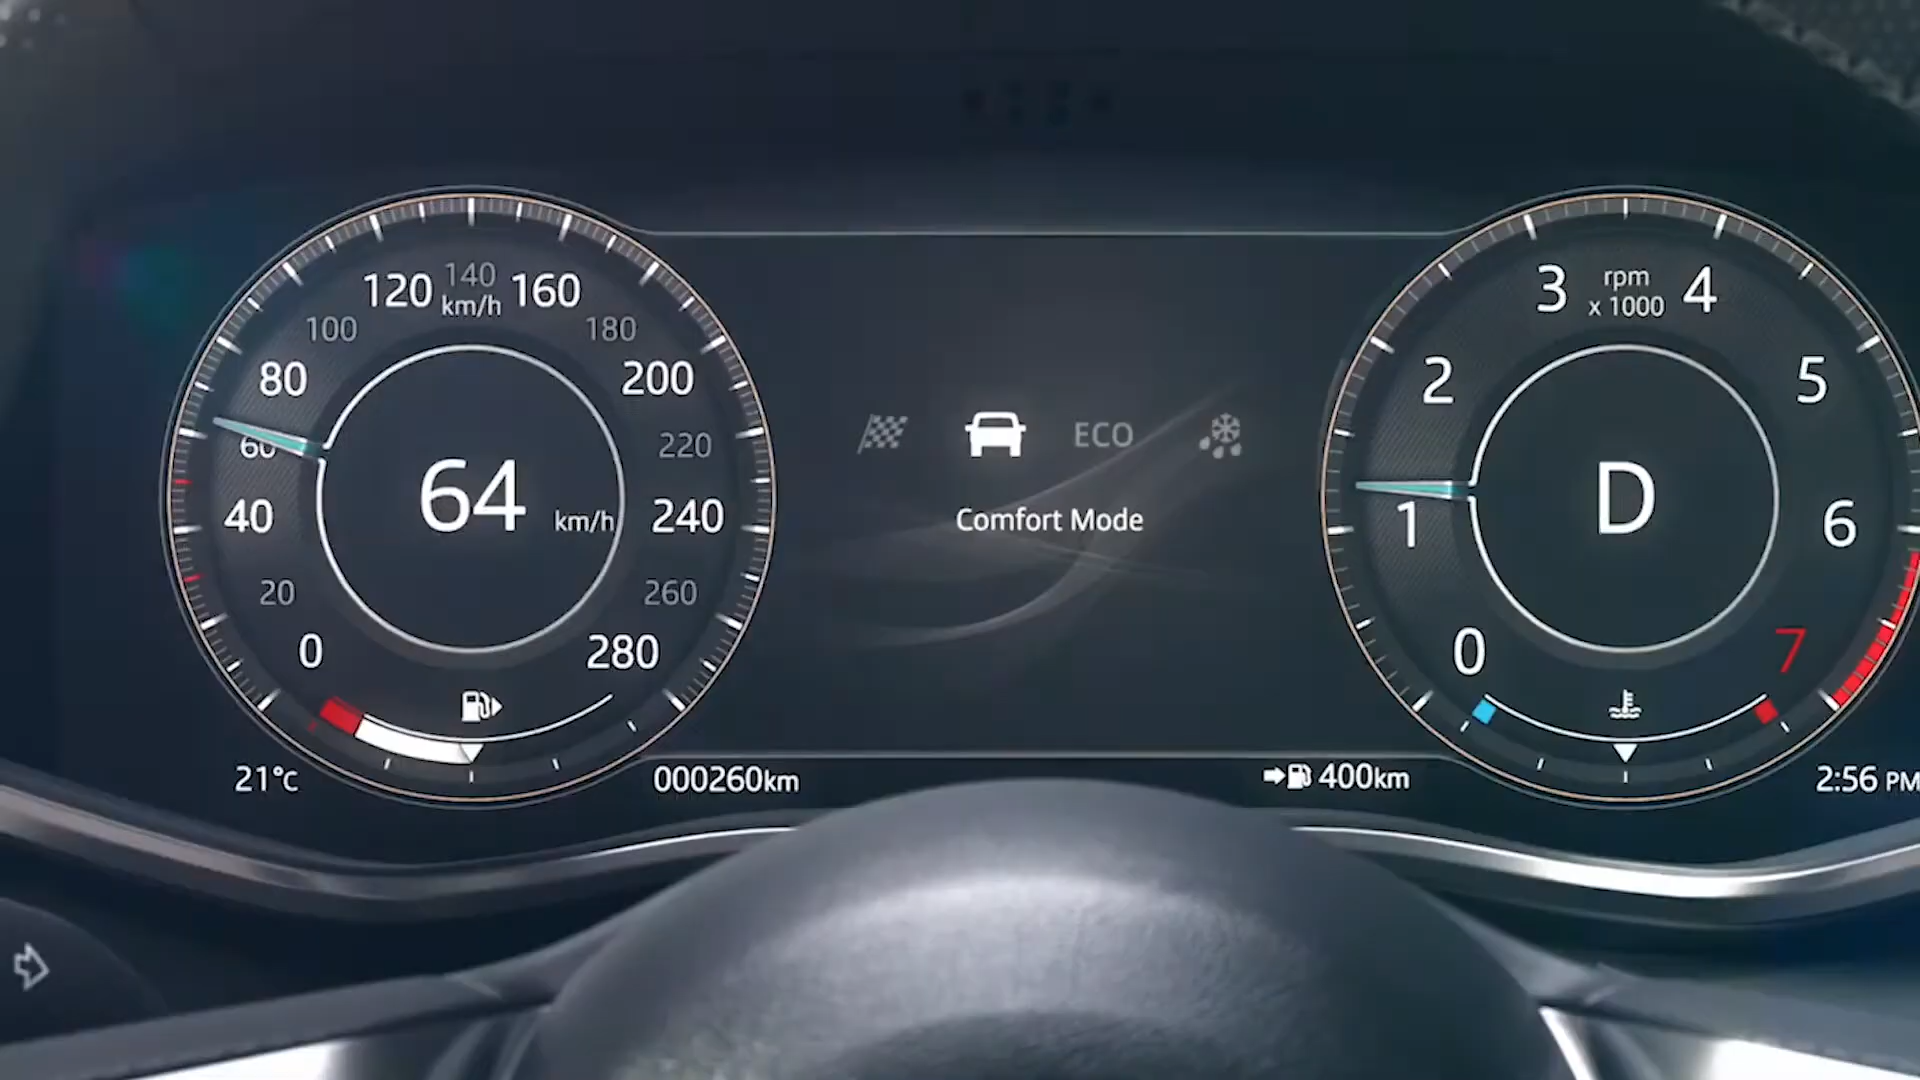 120 140 160
km/h
100 180
80 200
60 220
64 km/h
40 240
20 260
0 280
21°C
000260km
ECO
Comfort Mode
3 rpm 4
x 1000
2 5
1 D 6
0 7
400km
2:56 PM